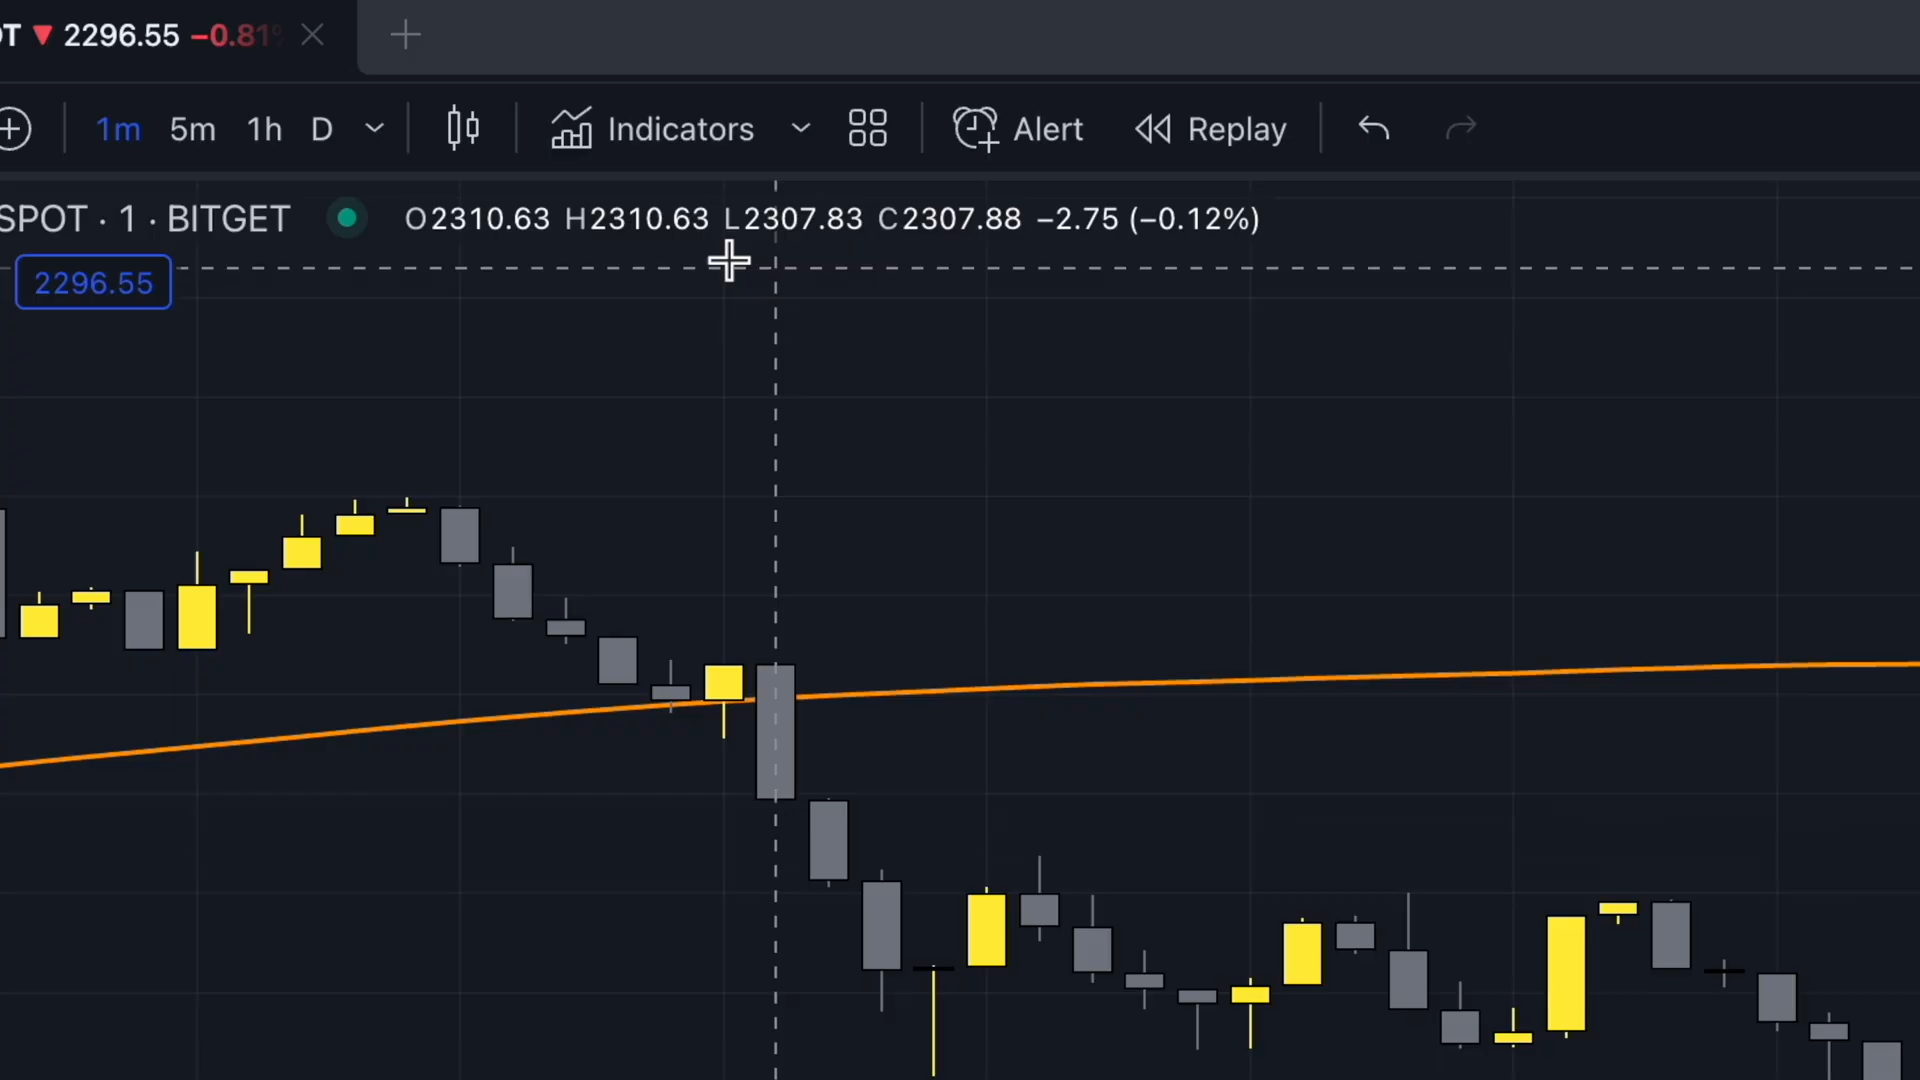 OT ▼ 2296.55 −0.81%
1m 5m 1h D Indicators Alert Replay
SPOT · 1 · BITGET O2310.63 H2310.63 L2307.83 C2307.88 −2.75 (−0.12%)
2296.55